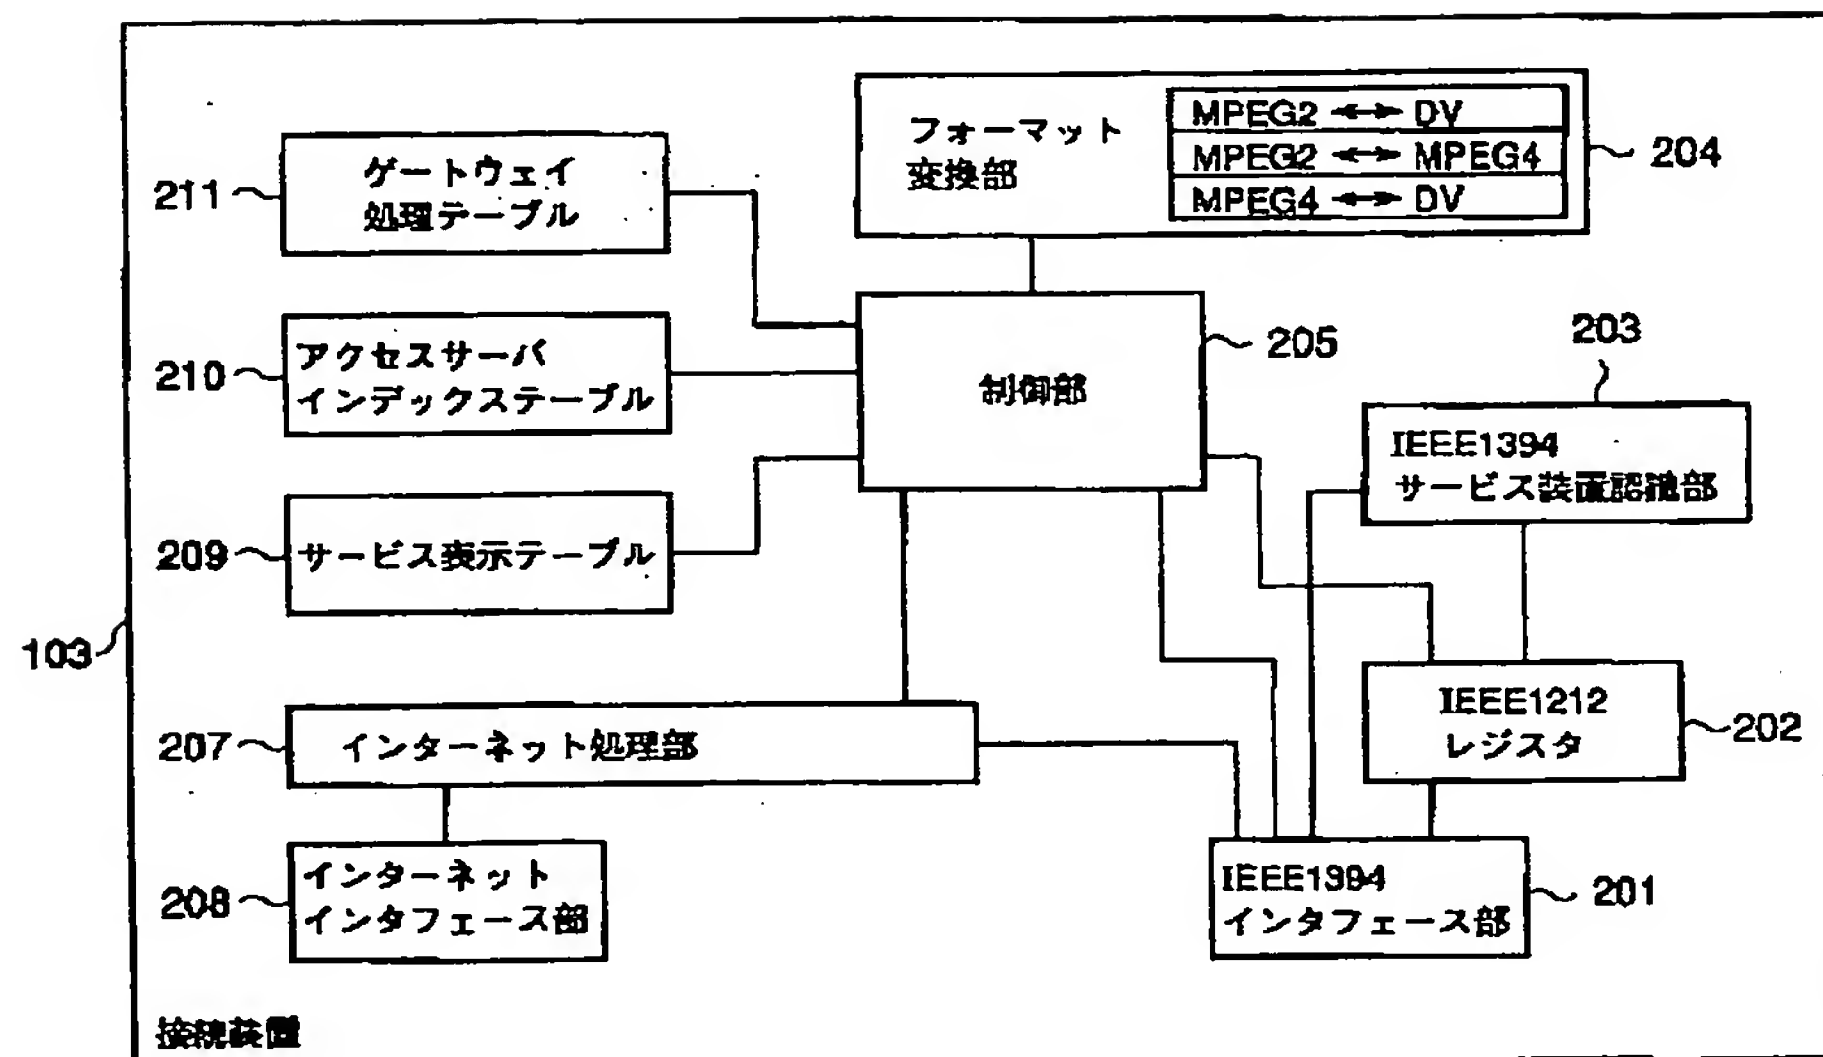 フォーマット
変換部
MPEG2 ↔ DV
MPEG2 ↔ MPEG4
MPEG4 ↔ DV
204
211
ゲートウェイ
処理テーブル
210
アクセスサーバ
インデックステーブル
制御部
205
203
IEEE1394
サービス装置認識部
209
サービス表示テーブル
103
207
インターネット処理部
IEEE1212
レジスタ
202
208
インターネット
インタフェース部
IEEE1394
インタフェース部
201
接続装置